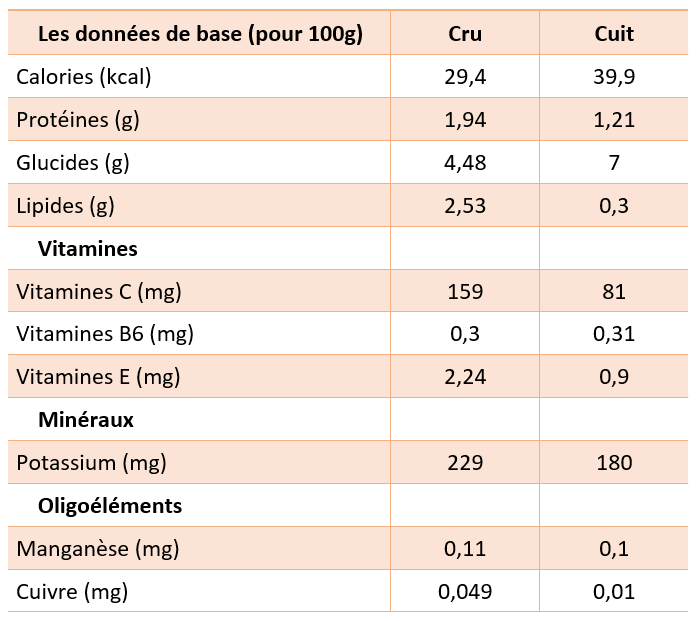 Les données de base (pour 100g) Cru Cuit
Calories (kcal) 29,4 39,9
Protéines (g) 1,94 1,21
Glucides (g) 4,48 7
Lipides (g) 2,53 0,3
Vitamines
Vitamines C (mg) 159 81
Vitamines B6 (mg) 0,3 0,31
Vitamines E (mg) 2,24 0,9
Minéraux
Potassium (mg) 229 180
Oligoéléments
Manganèse (mg) 0,11 0,1
Cuivre (mg) 0,049 0,01